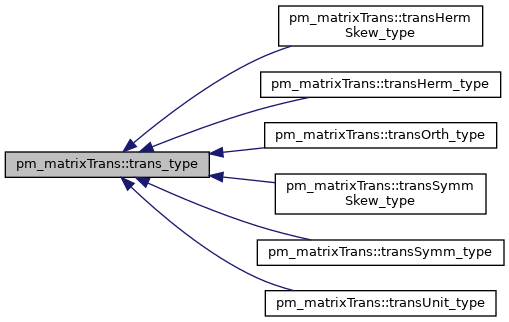 pm_matrixTrans::transHerm
Skew_type
pm_matrixTrans::transHerm_type
pm_matrixTrans::transOrth_type
pm_matrixTrans::trans_type
pm_matrixTrans::transSymm
Skew_type
pm_matrixTrans::transSymm_type
pm_matrixTrans::transUnit_type